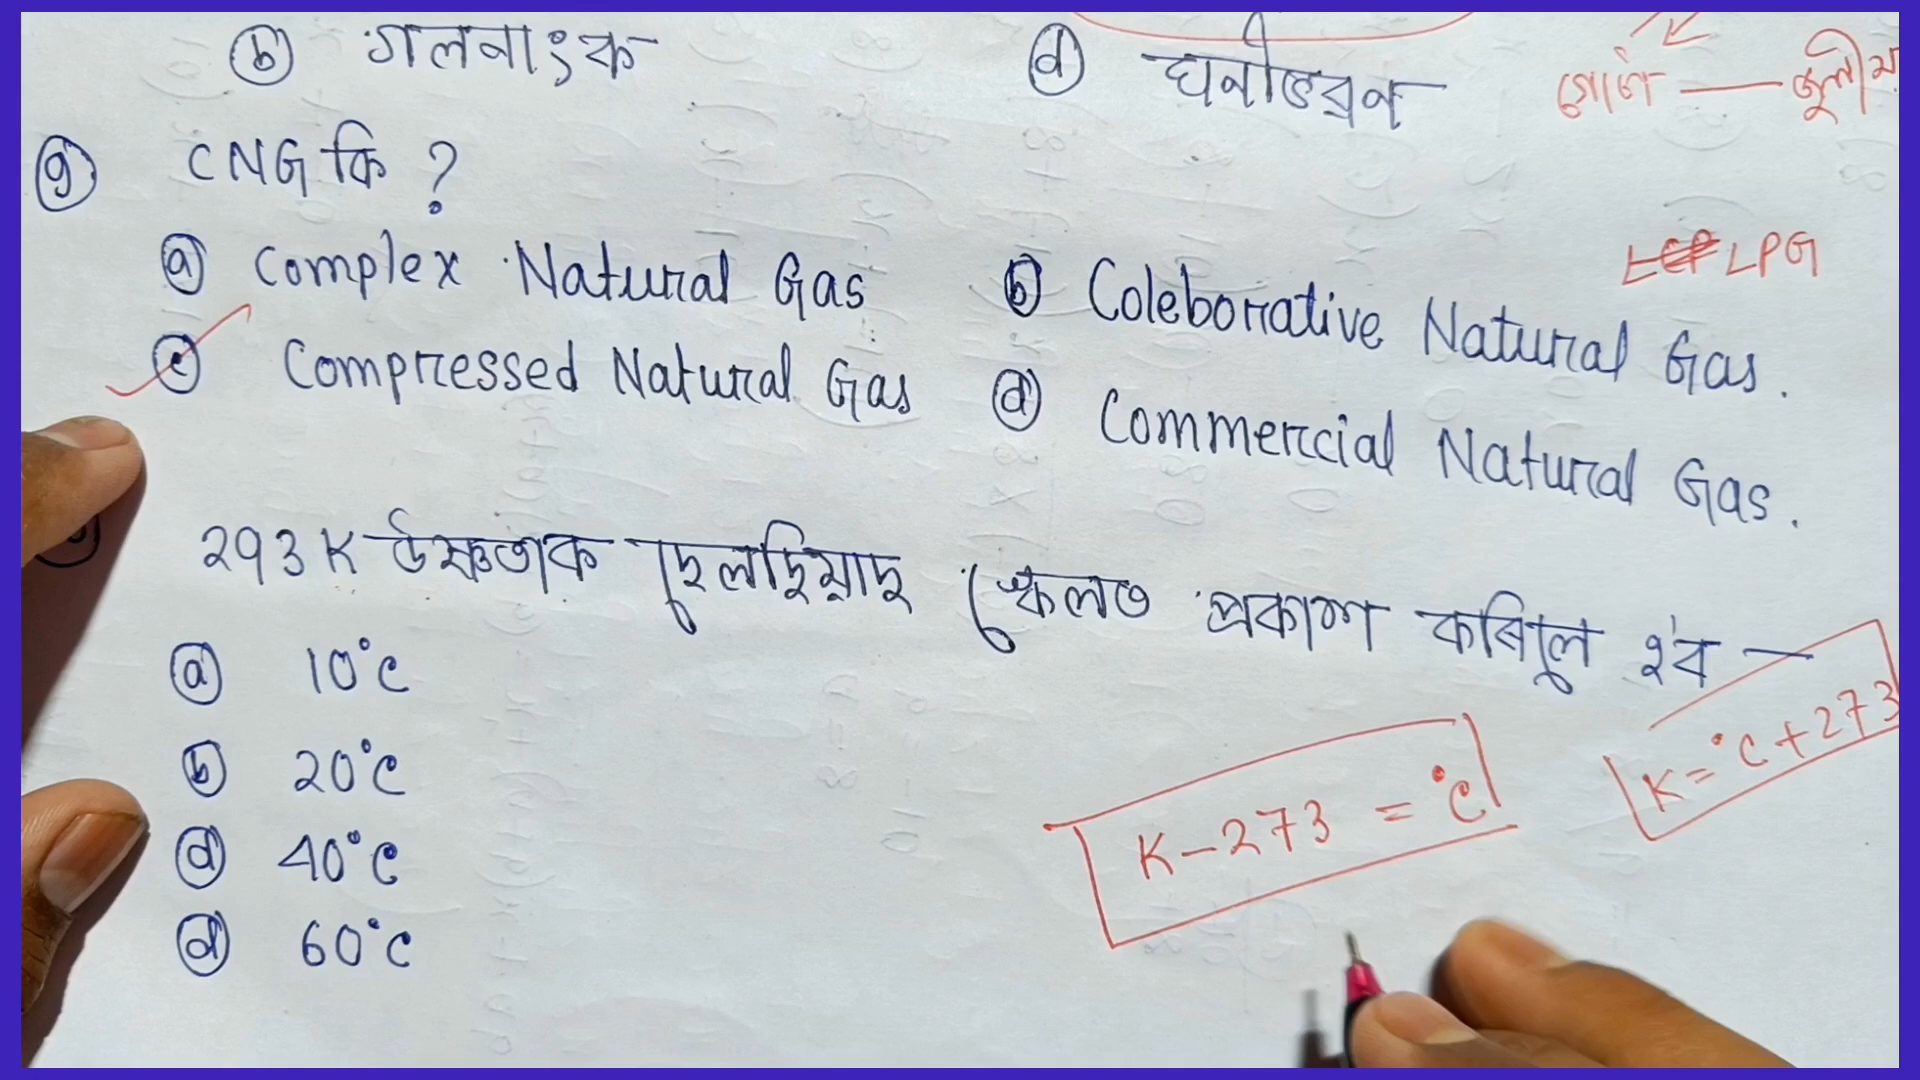 ⓑ গলনাংক ⓓ ঘনীভৱন
গোটা — জুলীয়া
৩) CNG কি ?
ⓐ Complex Natural Gas ⓑ Coleborative Natural Gas.
LPG
ⓒ Compressed Natural Gas ⓓ Commercial Natural Gas.
293 K উষ্ণতাক ছেলছিয়াছ স্কেলত প্ৰকাশ কৰিলে হ'ব —
ⓐ 10°C
ⓑ 20°C
ⓓ 40°C
ⓓ 60°C
K = °C + 273
K - 273 = °C